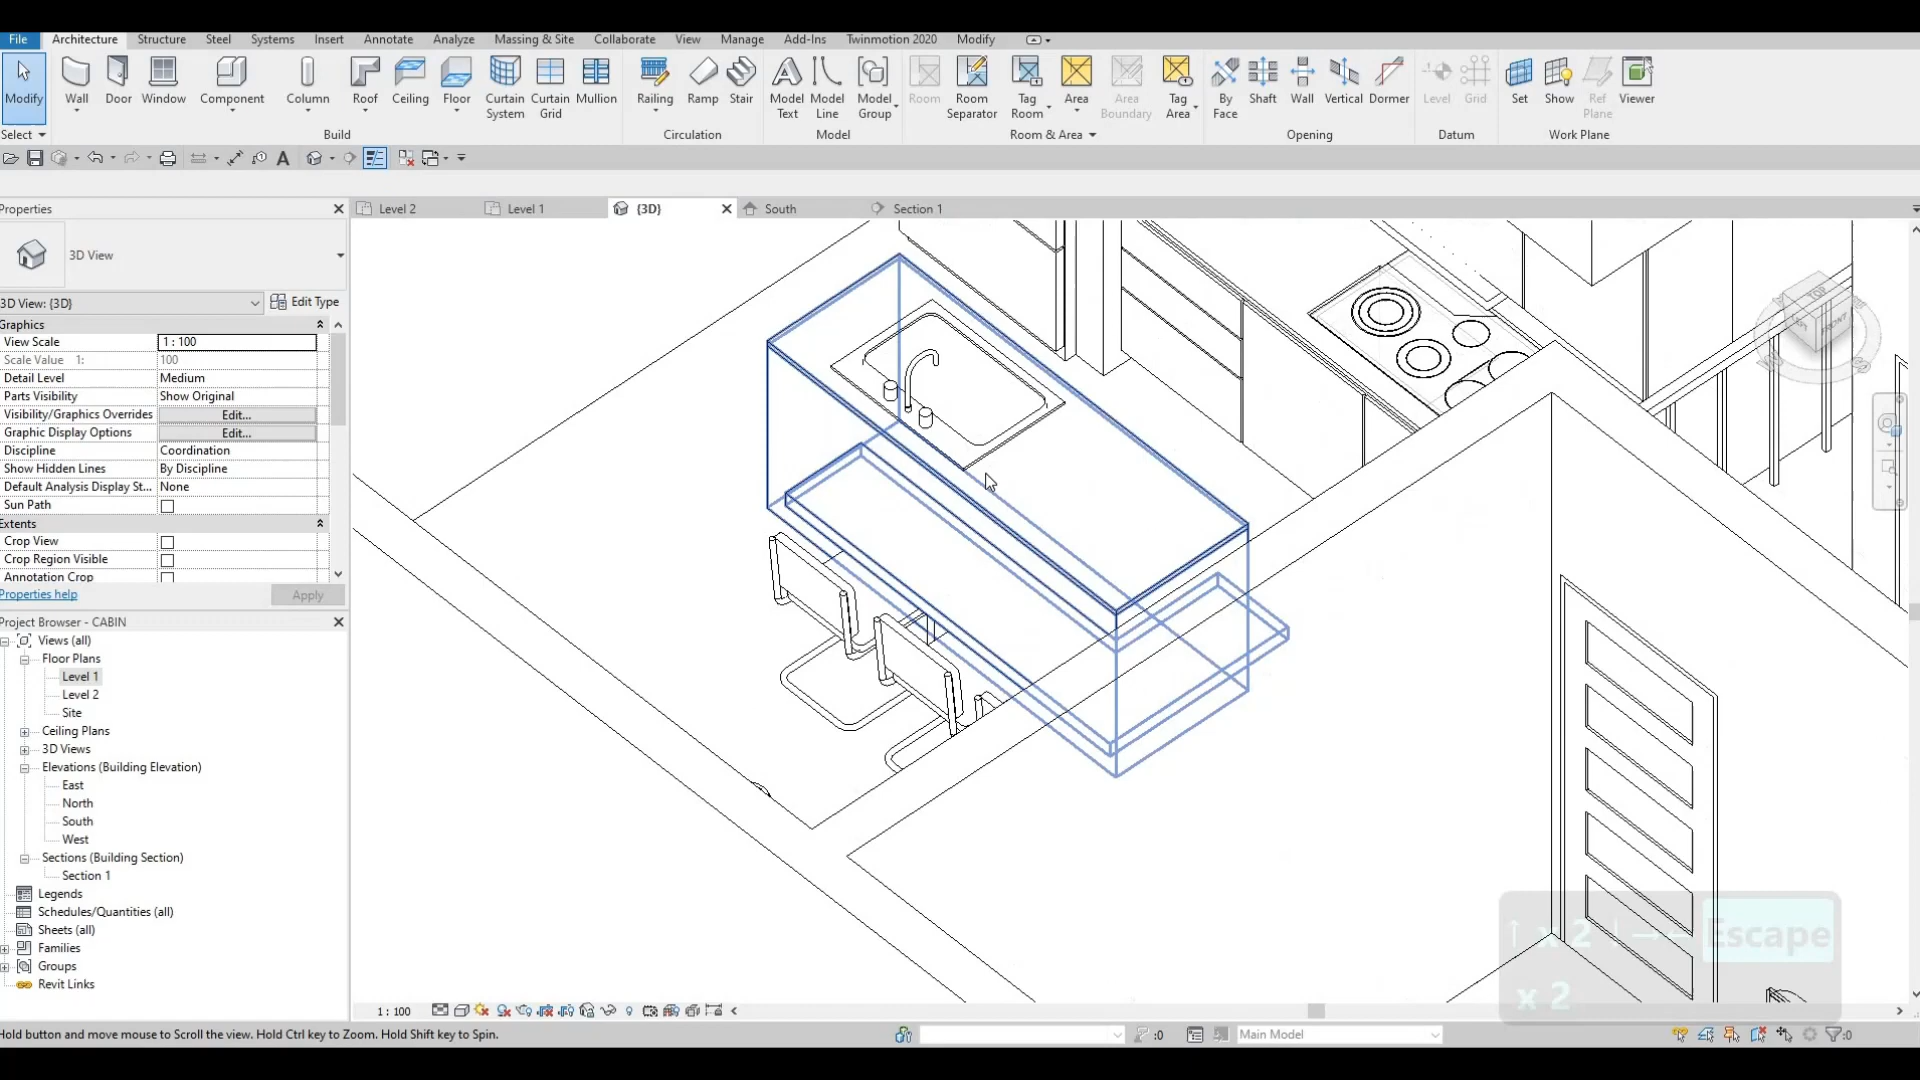 File Architecture Structure Steel Systems Insert Annotate Analyze Massing & Site Collaborate View Manage Add-Ins Twinmotion 2020 Modify
Modify Wall Door Window Component Column Roof Ceiling Floor Curtain System Curtain Grid Mullion Railing Ramp Stair Model Text Model Line Model Group Room Room Separator Tag Room Area Area Boundary Tag Area By Face Shaft Wall Vertical Dormer Level Grid Set Show Ref Plane Viewer
Select Build Circulation Model Room & Area Opening Datum Work Plane
Properties
Level 2 Level 1 {3D} South Section 1
3D View
3D View: {3D} Edit Type
Graphics
View Scale 1 : 100
Scale Value 1: 100
Detail Level Medium
Parts Visibility Show Original
Visibility/Graphics Overrides Edit...
Graphic Display Options Edit...
Discipline Coordination
Show Hidden Lines By Discipline
Default Analysis Display St... None
Sun Path
Extents
Crop View
Crop Region Visible
Annotation Crop
Properties help Apply
Project Browser - CABIN
Views (all)
Floor Plans
Level 1
Level 2
Site
Ceiling Plans
3D Views
Elevations (Building Elevation)
East
North
South
West
Sections (Building Section)
Section 1
Legends
Schedules/Quantities (all)
Sheets (all)
Families
Groups
Revit Links
TOP
LEFT
FRONT
S
↑ x 2 ↓ → ← Escape
x 2
1 : 100
Hold button and move mouse to Scroll the view. Hold Ctrl key to Zoom. Hold Shift key to Spin.
:0
Main Model
:0